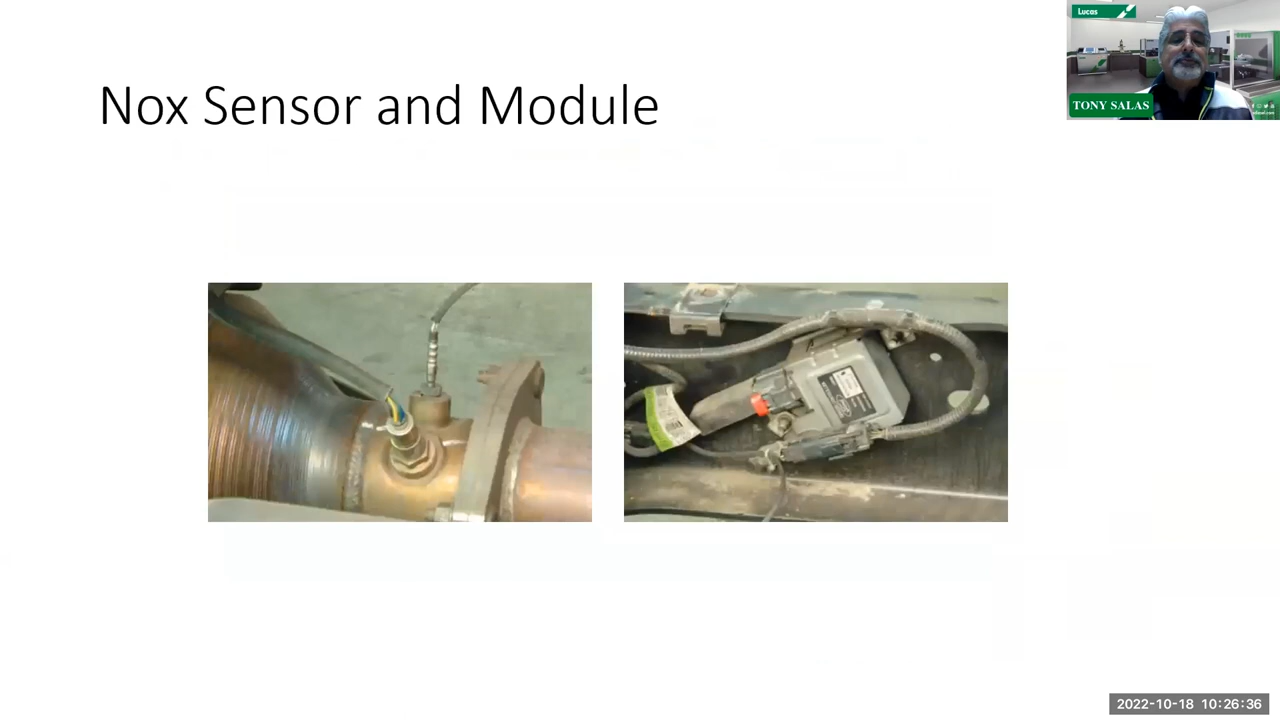 Nox Sensor and Module
Lucas
TONY SALAS
2022-10-18 10:26:36